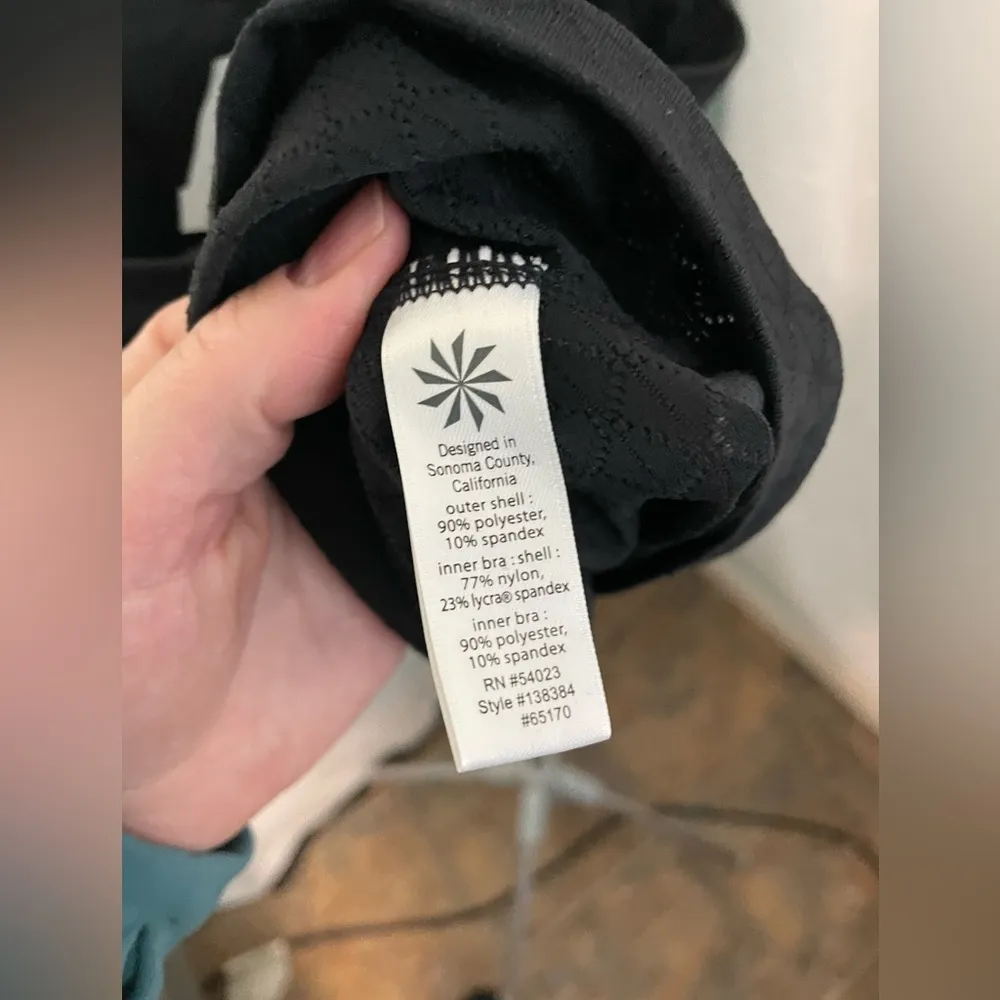 Designed in
Sonoma County,
California
outer shell :
90% polyester,
10% spandex
inner bra : shell :
77% nylon,
23% lycra® spandex
inner bra :
90% polyester,
10% spandex
RN #54023
Style #138384
#65170